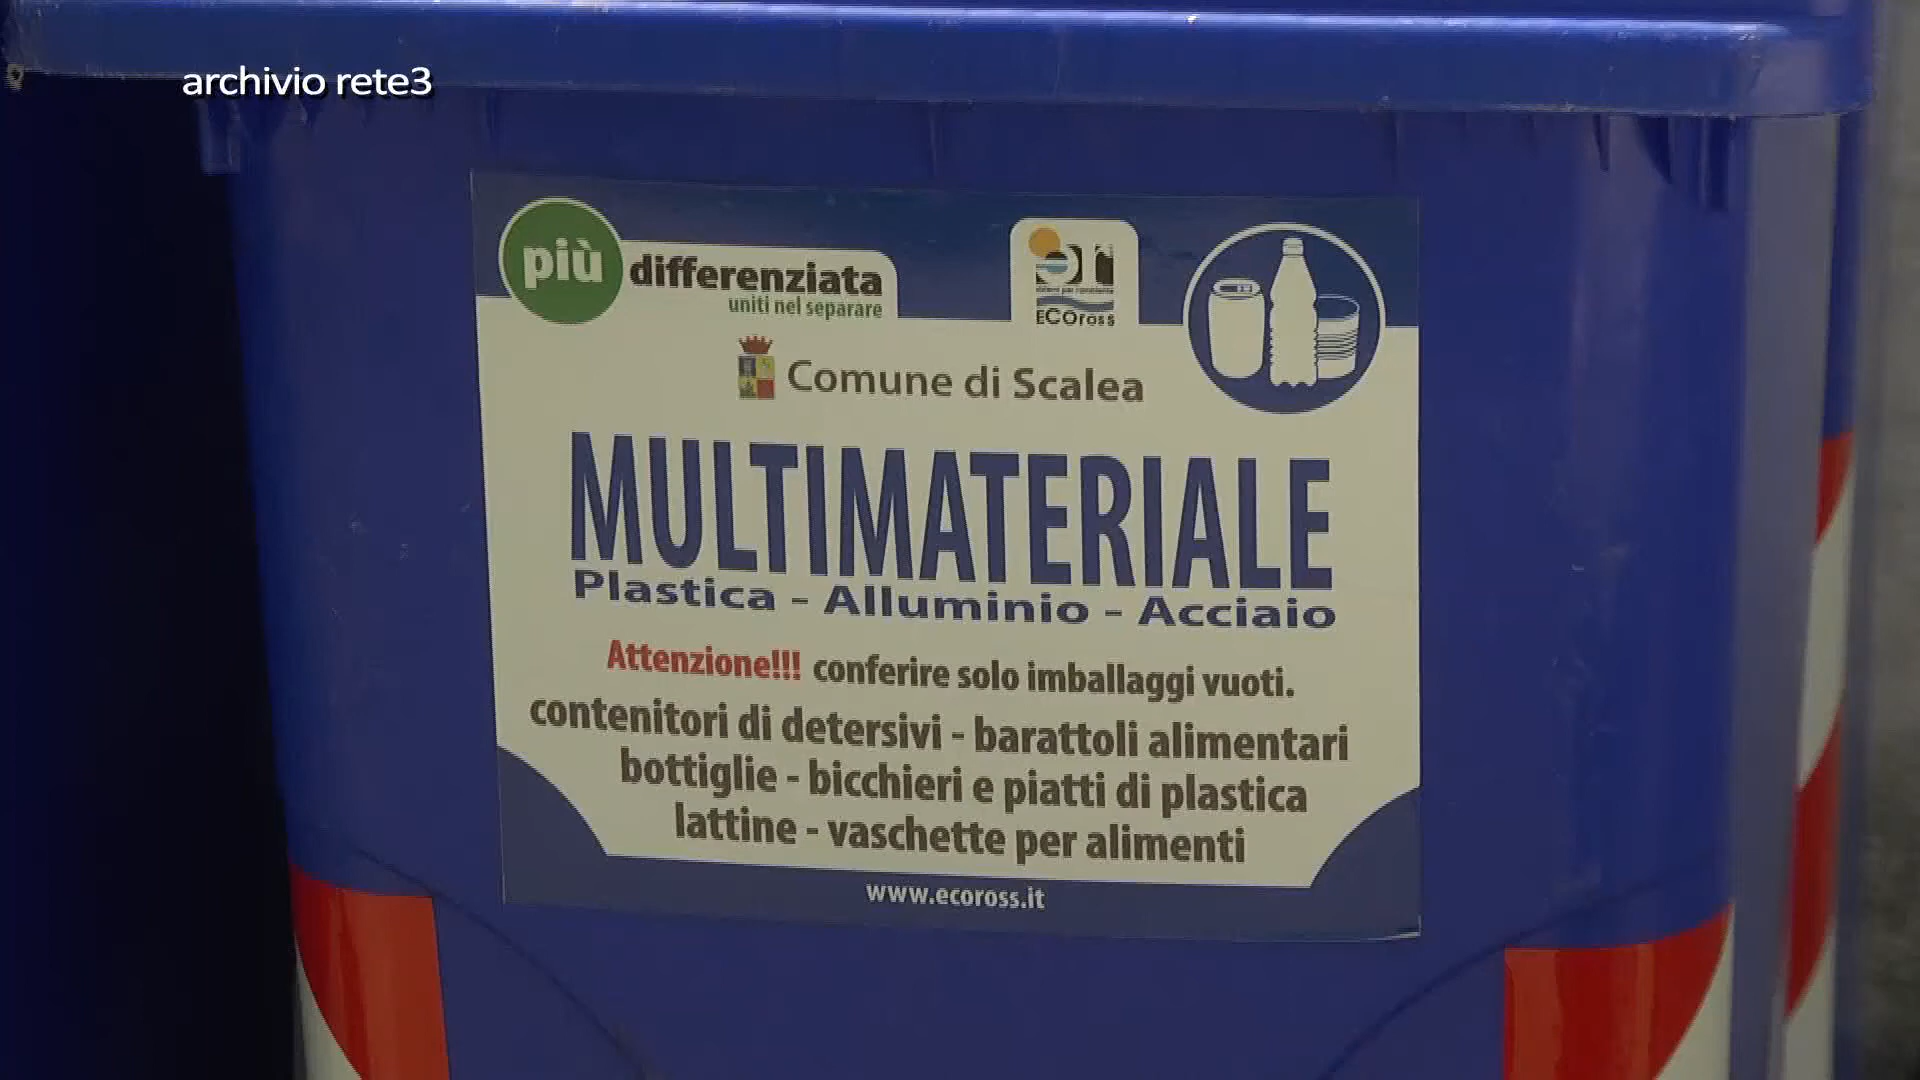 archivio rete3
più differenziata
uniti nel separare
ECOross
Comune di Scalea
MULTIMATERIALE
Plastica - Alluminio - Acciaio
Attenzione!!! conferire solo imballaggi vuoti.
contenitori di detersivi - barattoli alimentari
bottiglie - bicchieri e piatti di plastica
lattine - vaschette per alimenti
www.ecoross.it